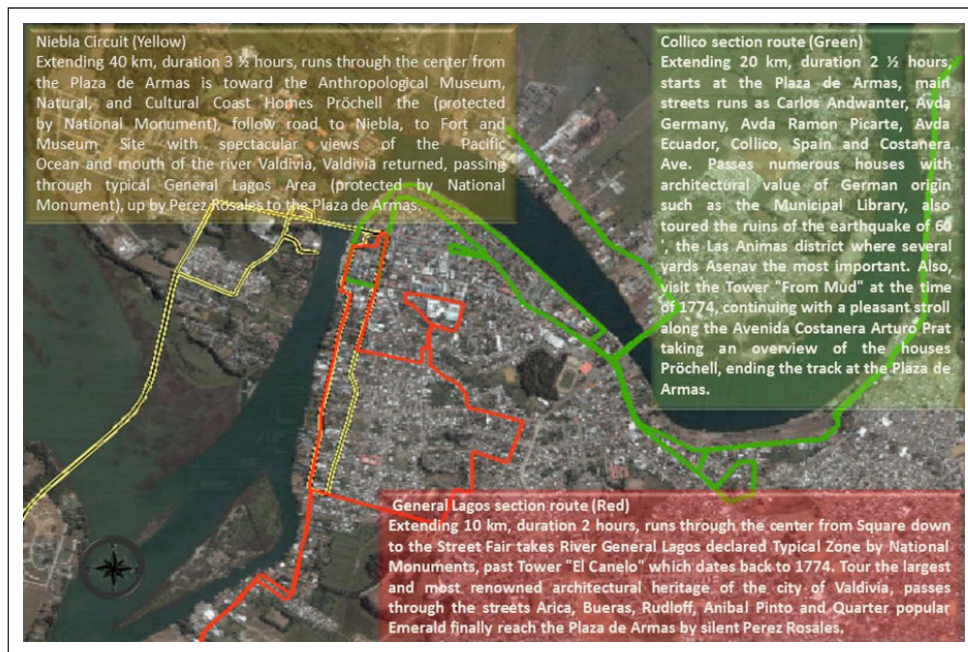 Niebla Circuit (Yellow)
Extending 40 km, duration 3 ½ hours, runs through the center from
the Plaza de Armas is toward the Anthropological Museum,
Natural, and Cultural Coast Homes Pröchell the (protected
by National Monument), follow road to Niebla, to Fort and
Museum Site with spectacular views of the Pacific
Ocean and mouth of the river Valdivia, Valdivia returned, passing
through typical General Lagos Area (protected by National
Monument), up by Perez Rosales to the Plaza de Armas.
Collico section route (Green)
Extending 20 km, duration 2 ½ hours,
starts at the Plaza de Armas, main
streets runs as Carlos Andwanter, Avda
Germany, Avda Ramon Picarte, Avda
Ecuador, Collico, Spain and Costanera
Ave. Passes numerous houses with
architectural value of German origin
such as the Municipal Library, also
toured the ruins of the earthquake of 60
', the Las Animas district where several
yards Asenav the most important. Also,
visit the Tower "From Mud" at the time
of 1774, continuing with a pleasant stroll
along the Avenida Costanera Arturo Prat
taking an overview of the houses
Pröchell, ending the track at the Plaza de
Armas.
General Lagos section route (Red)
Extending 10 km, duration 2 hours, runs through the center from Square down
to the Street Fair takes River General Lagos declared Typical Zone by National
Monuments, past Tower "El Canelo" which dates back to 1774. Tour the largest
and most renowned architectural heritage of the city of Valdivia, passes
through the streets Arica, Bueras, Rudloff, Anibal Pinto and Quarter popular
Emerald finally reach the Plaza de Armas by silent Perez Rosales,